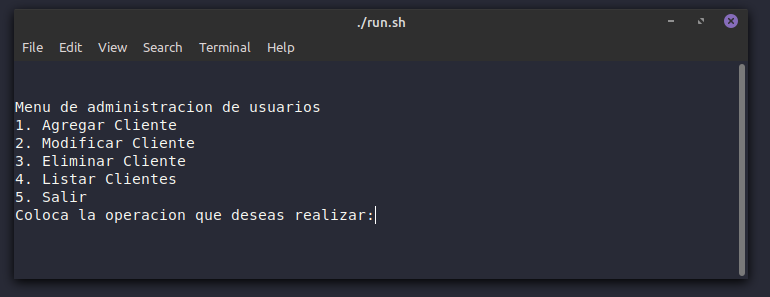 ./run.sh
File Edit View Search Terminal Help
Menu de administracion de usuarios
1. Agregar Cliente
2. Modificar Cliente
3. Eliminar Cliente
4. Listar Clientes
5. Salir
Coloca la operacion que deseas realizar: